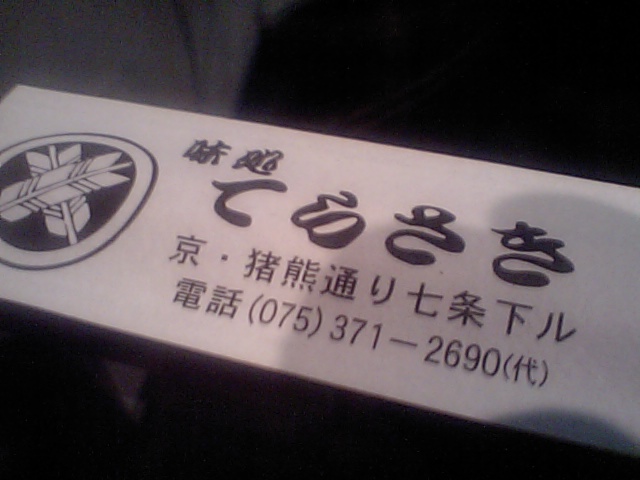 味処
てらさき
京・猪熊通り七条下ル
電話(075)371-2690(代)